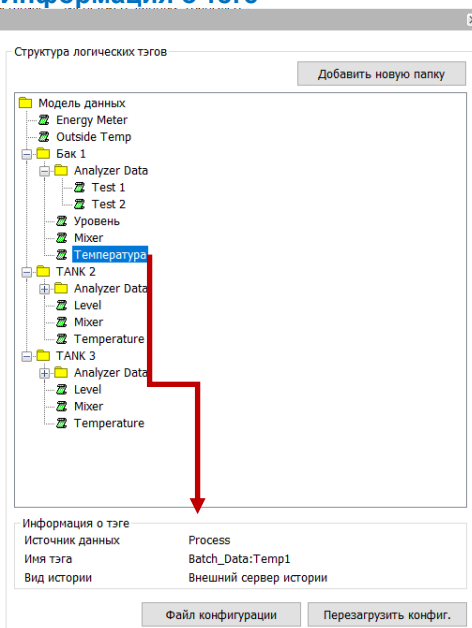 Информация о тэге
Структура логических тэгов
Добавить новую папку
Модель данных
Energy Meter
Outside Temp
Бак 1
Analyzer Data
Test 1
Test 2
Уровень
Mixer
Температура
TANK 2
Analyzer Data
Level
Mixer
Temperature
TANK 3
Analyzer Data
Level
Mixer
Temperature
Информация о тэге
Источник данных Process
Имя тэга Batch_Data:Temp1
Вид истории Внешний сервер истории
Файл конфигурации Перезагрузить конфиг.